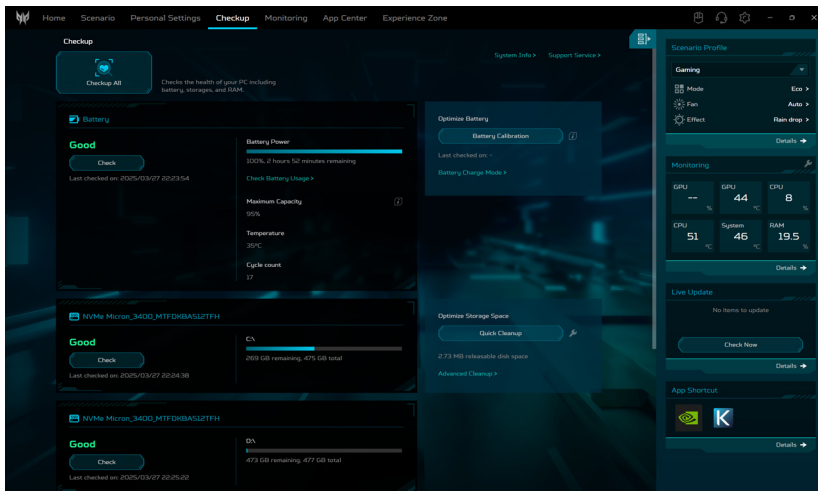 Home Scenario Personal Settings Checkup Monitoring App Center Experience Zone
Checkup
System Info > Support Service >
Checkup All
Checks the health of your PC including
battery, storages, and RAM.
Battery
Good
Check
Last checked on: 2025/03/27 22:23:54
Battery Power
100%, 2 hours 52 minutes remaining
Check Battery Usage >
Maximum Capacity
95%
Temperature
35°C
Cycle count
17
Optimize Battery
Battery Calibration
Last checked on: -
Battery Charge Mode >
NVMe Micron_3400_MTFDKBA512TFH
Good
Check
Last checked on: 2025/03/27 22:24:38
C:\
269 GB remaining, 475 GB total
Optimize Storage Space
Quick Cleanup
2.73 MB releasable disk space
Advanced Cleanup >
NVMe Micron_3400_MTFDKBA512TFH
Good
Check
Last checked on: 2025/03/27 22:25:22
D:\
473 GB remaining, 477 GB total
Scenario Profile
Gaming
Mode Eco >
Fan Auto >
Effect Rain drop >
Details →
Monitoring
GPU GPU CPU
-- 44 8
% °C %
CPU System RAM
51 46 19.5
°C °C %
Details →
Live Update
No items to update
Check Now
Details →
App Shortcut
K
Details →